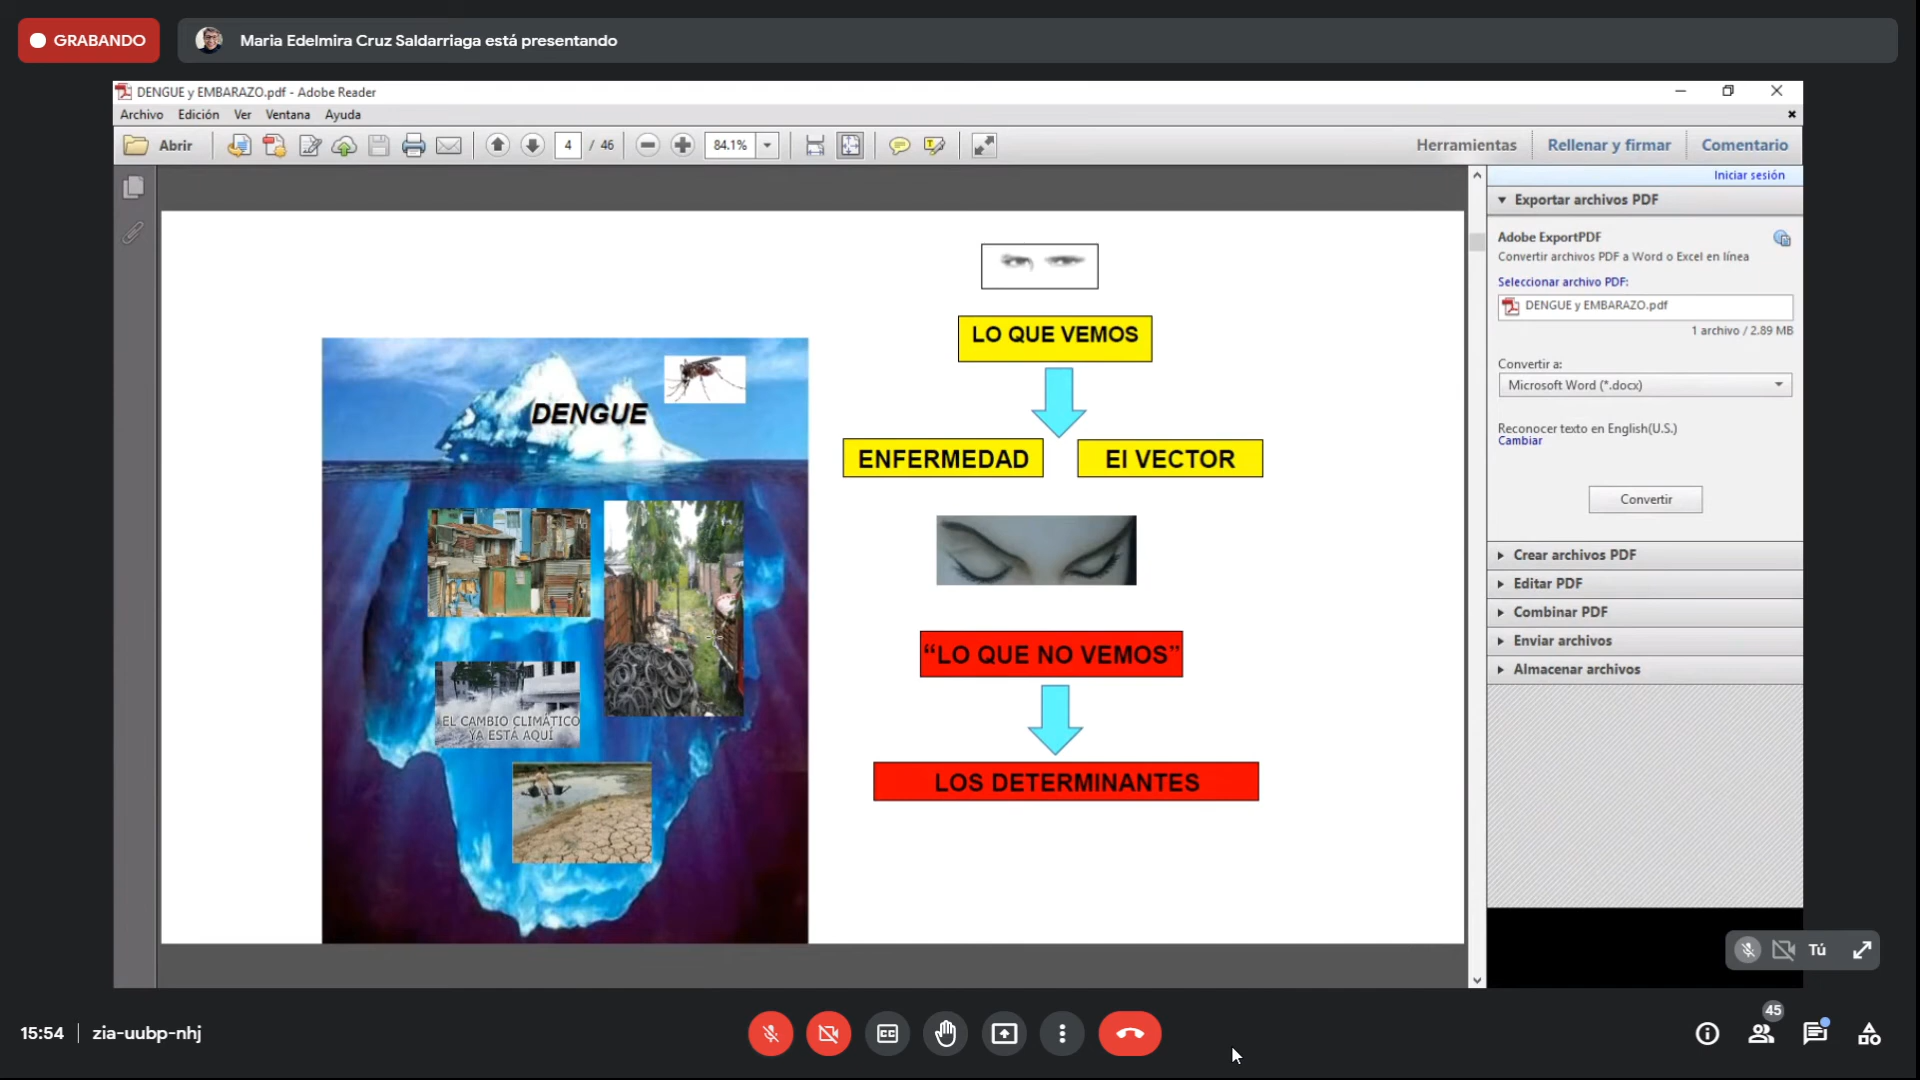 GRABANDO
Maria Edelmira Cruz Saldarriaga está presentando
DENGUE y EMBARAZO.pdf - Adobe Reader
Archivo Edición Ver Ventana Ayuda
Abrir 4 / 46 84.1% Herramientas Rellenar y firmar Comentario
Iniciar sesión
Exportar archivos PDF
Adobe ExportPDF
Convertir archivos PDF a Word o Excel en línea
Seleccionar archivo PDF:
DENGUE y EMBARAZO.pdf
1 archivo / 2.89 MB
Convertir a:
Microsoft Word (*.docx)
Reconocer texto en English(U.S.)
Cambiar
Convertir
Crear archivos PDF
Editar PDF
Combinar PDF
Enviar archivos
Almacenar archivos
DENGUE
EL CAMBIO CLIMÁTICO
YA ESTÁ AQUÍ
LO QUE VEMOS
ENFERMEDAD
El VECTOR
“LO QUE NO VEMOS”
LOS DETERMINANTES
Tú
15:54 zia-uubp-nhj
45